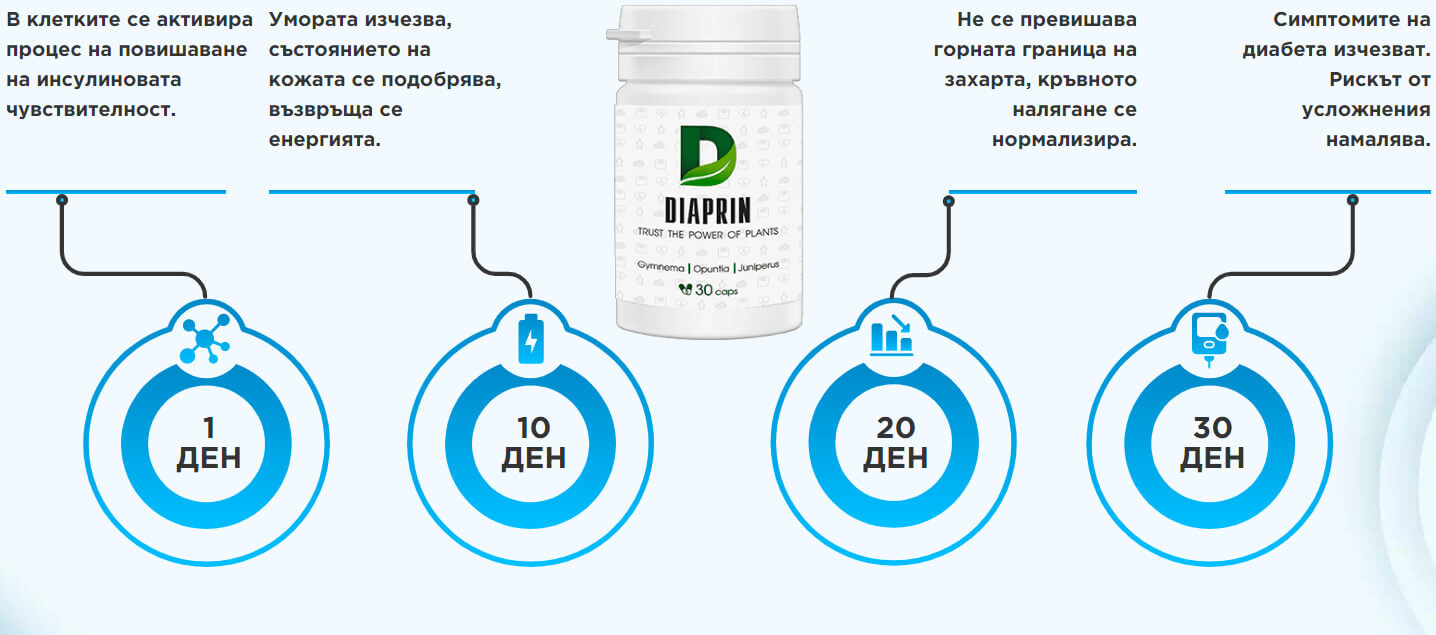 В клетките се активира
процес на повишаване
на инсулиновата
чувствителност.
Умората изчезва,
състоянието на
кожата се подобрява,
възвръща се
енергията.
DIAPRIN
TRUST THE POWER OF PLANTS
Gymnema | Opuntia | Juniperus
30 caps
Не се превишава
горната граница на
захарта, кръвното
налягане се
нормализира.
Симптомите на
диабета изчезват.
Рискът от
усложнения
намалява.
1
ДЕН
10
ДЕН
20
ДЕН
30
ДЕН